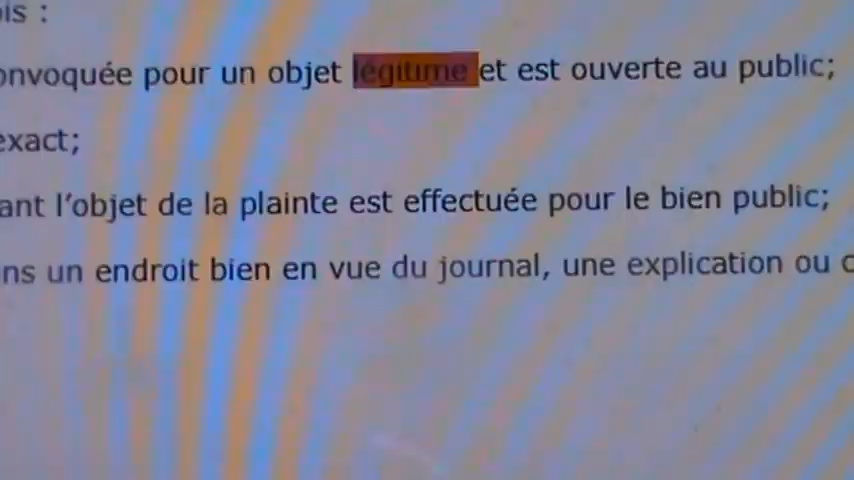 is :
onvoquée pour un objet légitime et est ouverte au public;
exact;
ant l'objet de la plainte est effectuée pour le bien public;
ns un endroit bien en vue du journal, une explication ou